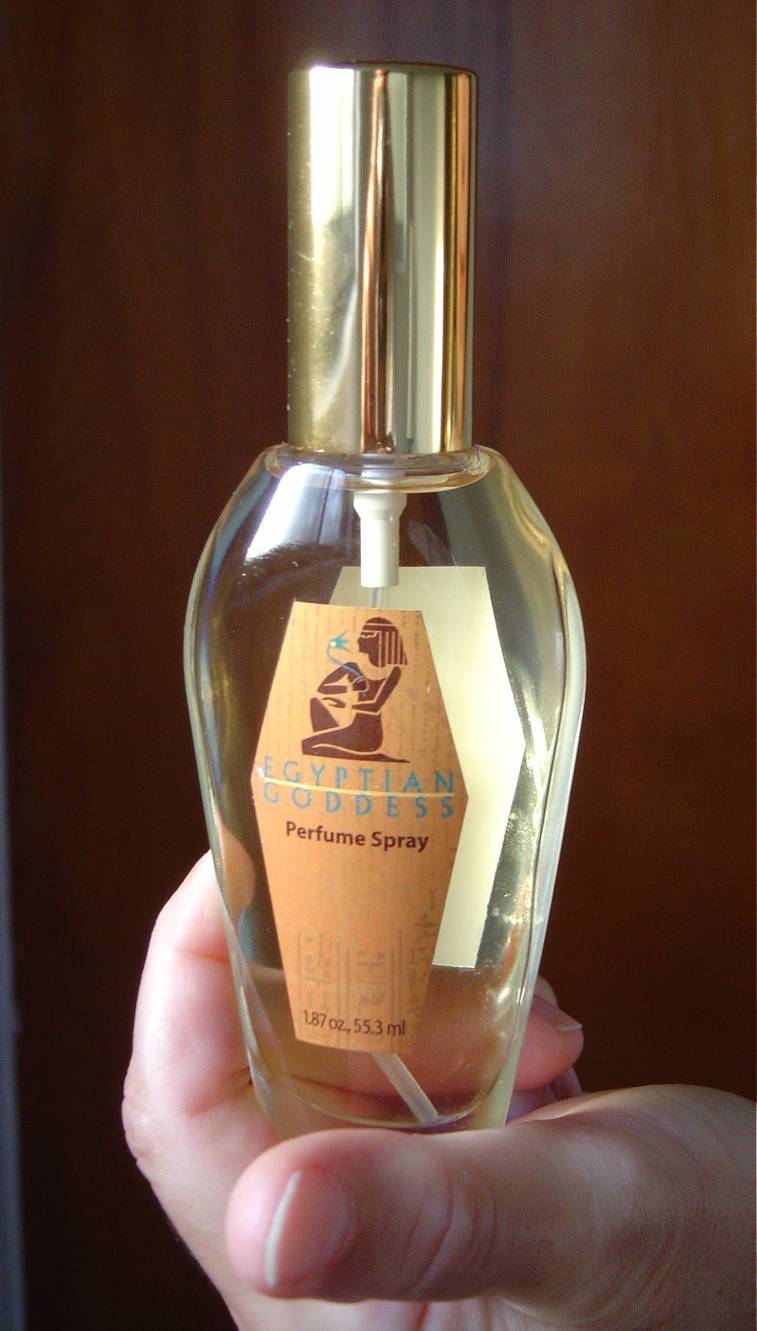 EGYPTIAN
GODDESS
Perfume Spray
1.87 oz., 55.3 ml